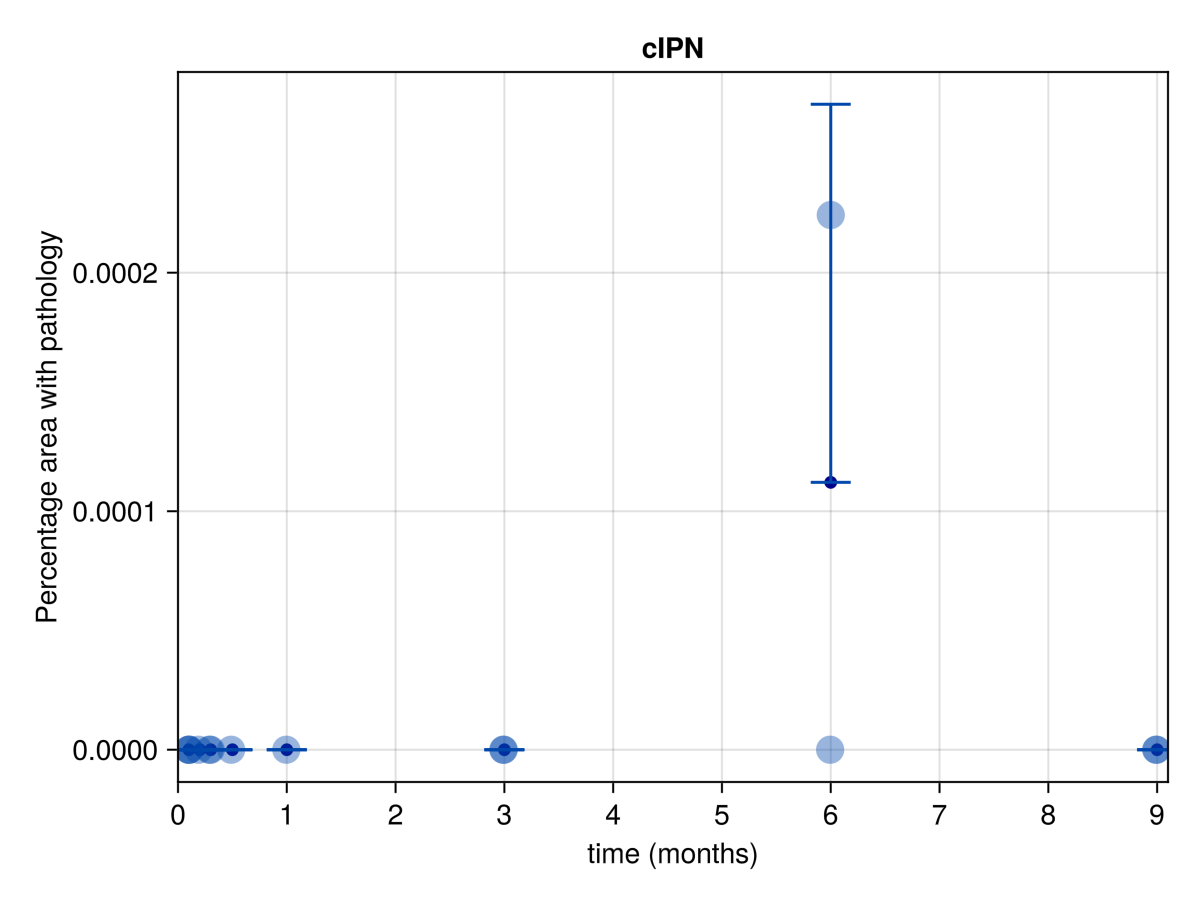 cIPN
Percentage area with pathology
0.0002
0.0001
0.0000
0 1 2 3 4 5 6 7 8 9
time (months)